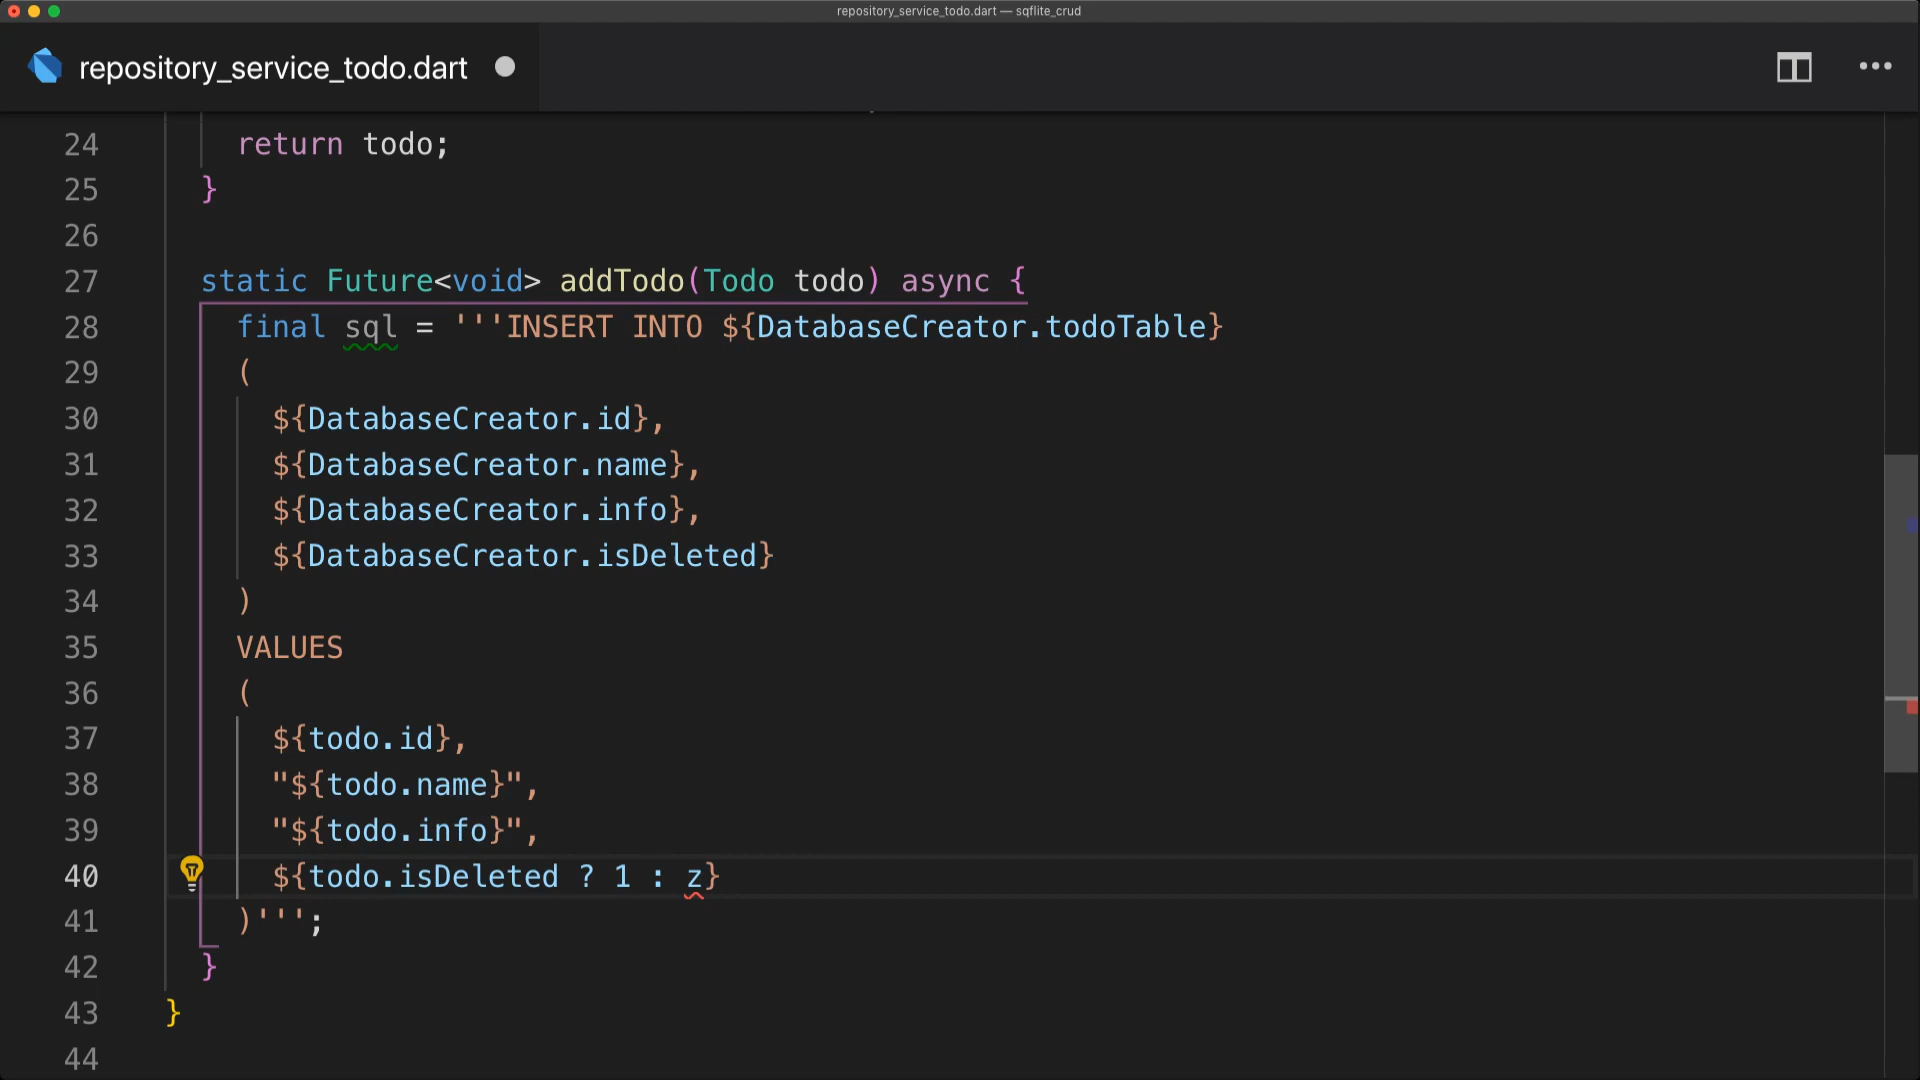 repository_service_todo.dart — sqflite_crud
repository_service_todo.dart
24 return todo;
25 }
26
27 static Future<void> addTodo(Todo todo) async {
28 final sql = '''INSERT INTO ${DatabaseCreator.todoTable}
29 (
30 ${DatabaseCreator.id},
31 ${DatabaseCreator.name},
32 ${DatabaseCreator.info},
33 ${DatabaseCreator.isDeleted}
34 )
35 VALUES
36 (
37 ${todo.id},
38 "${todo.name}",
39 "${todo.info}",
40 ${todo.isDeleted ? 1 : z}
41 )''';
42 }
43 }
44